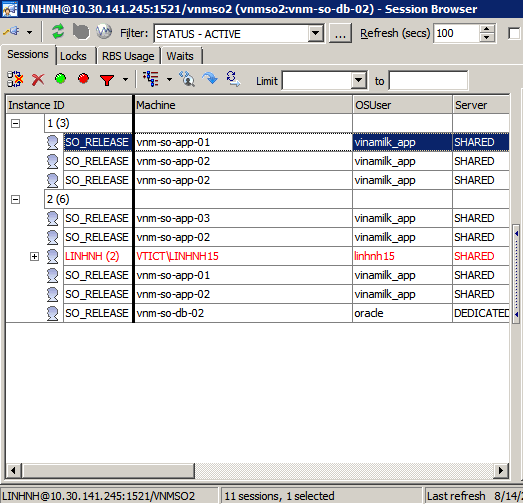 LINHNH@10.30.141.245:1521/vnmso2 (vnmso2:vnm-so-db-02) - Session Browser
Filter: STATUS - ACTIVE ... Refresh (secs) 100
Sessions Locks RBS Usage Waits
Limit to
Instance ID Machine OSUser Server
1 (3)
SO_RELEASE vnm-so-app-01 vinamilk_app SHARED
SO_RELEASE vnm-so-app-02 vinamilk_app SHARED
SO_RELEASE vnm-so-app-02 vinamilk_app SHARED
2 (6)
SO_RELEASE vnm-so-app-03 vinamilk_app SHARED
SO_RELEASE vnm-so-app-02 vinamilk_app SHARED
LINHNH (2) VTICT\LINHNH15 linhnh15 SHARED
SO_RELEASE vnm-so-app-01 vinamilk_app SHARED
SO_RELEASE vnm-so-app-02 vinamilk_app SHARED
SO_RELEASE vnm-so-db-02 oracle DEDICATED
LINHNH@10.30.141.245:1521/VNMSO2 11 sessions, 1 selected Last refresh 8/14/2